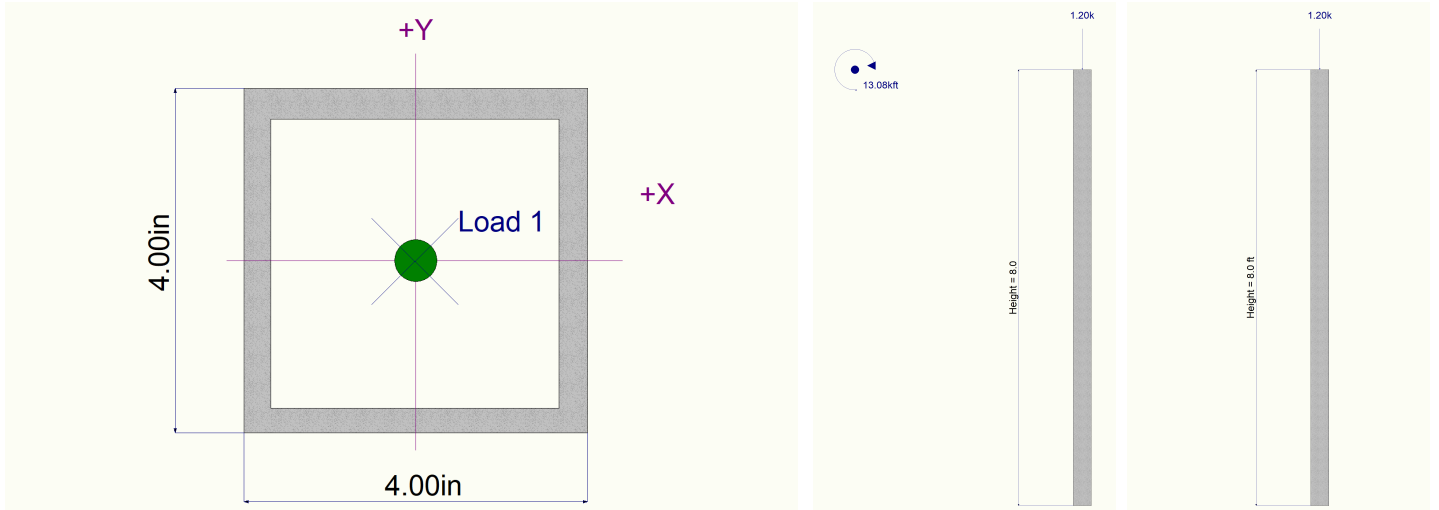 +Y
+X
Load 1
4.00in
4.00in
1.20k
13.08kft
Height = 8.0
1.20k
Height = 8.0 ft